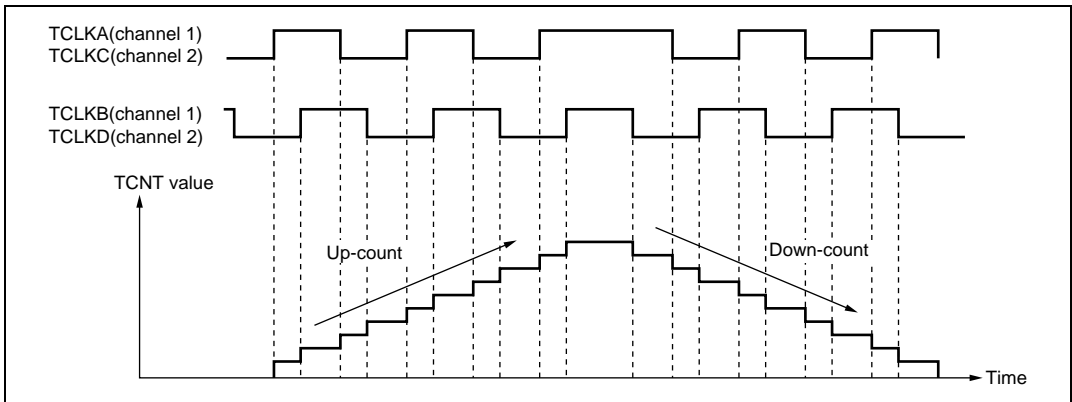 TCLKA(channel 1)
TCLKC(channel 2)
TCLKB(channel 1)
TCLKD(channel 2)
TCNT value
Up-count
Down-count
Time